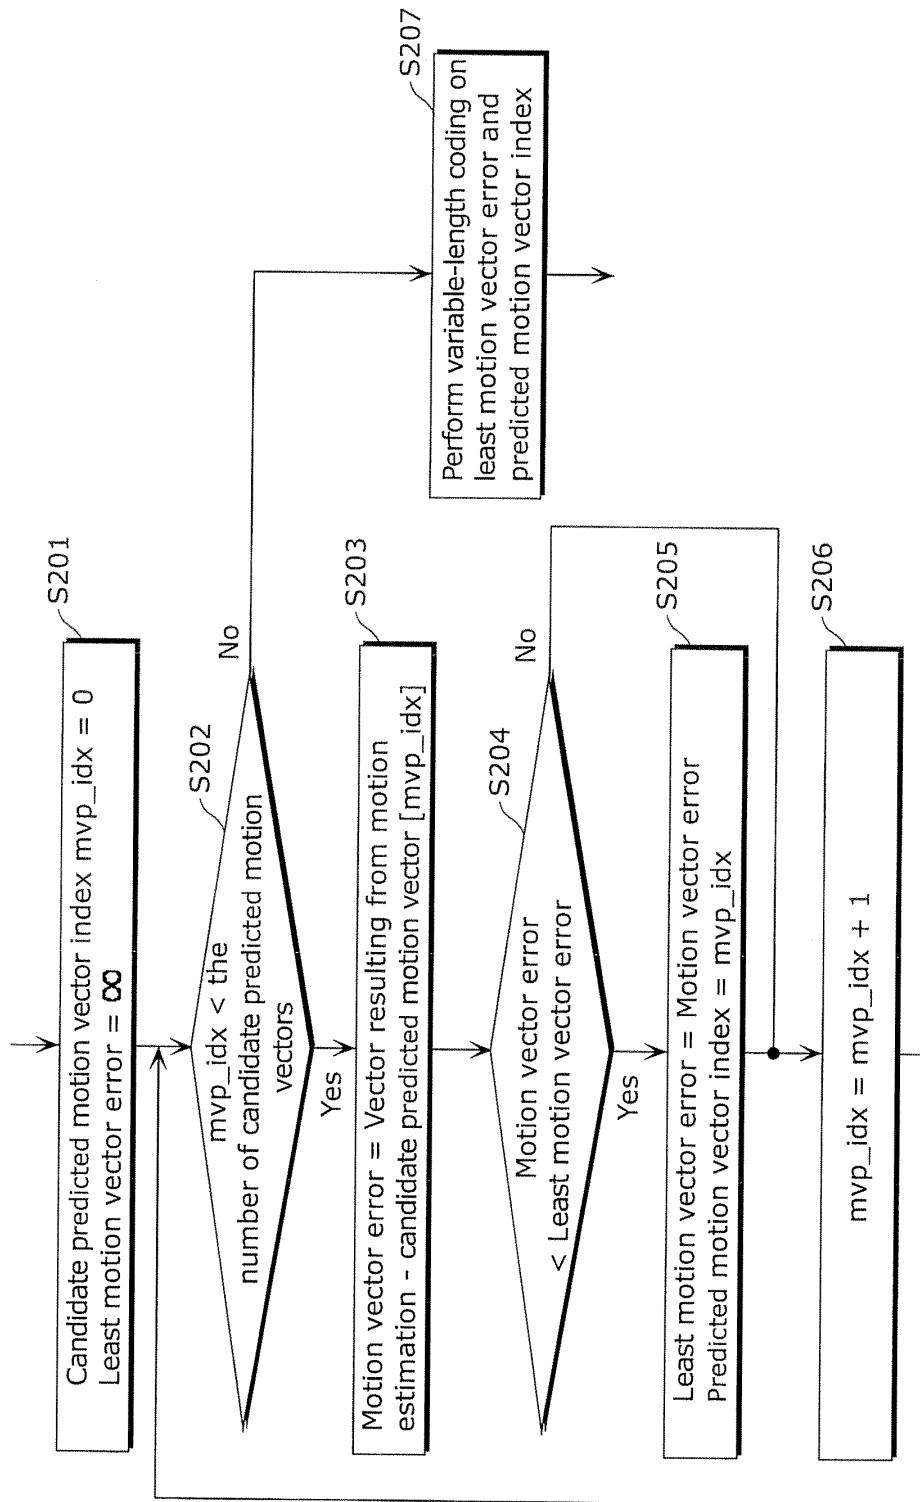 S201
Candidate predicted motion vector index mvp_idx = 0
Least motion vector error = ∞
S202
mvp_idx < the
number of candidate predicted motion
vectors
No
Yes
S203
Motion vector error = Vector resulting from motion
estimation - candidate predicted motion vector [mvp_idx]
S204
Motion vector error
< Least motion vector error
No
Yes
S205
Least motion vector error = Motion vector error
Predicted motion vector index = mvp_idx
S206
mvp_idx = mvp_idx + 1
S207
Perform variable-length coding on
least motion vector error and
predicted motion vector index